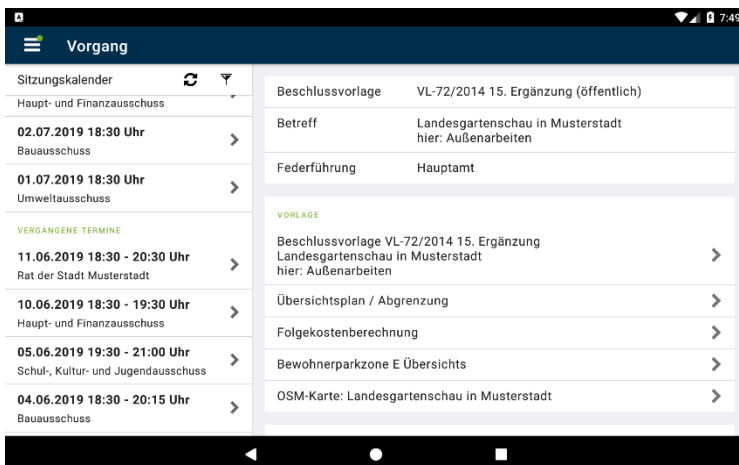 7:49
Vorgang
Sitzungskalender
Haupt- und Finanzausschuss
02.07.2019 18:30 Uhr
Bauausschuss
01.07.2019 18:30 Uhr
Umweltausschuss
VERGANGENE TERMINE
11.06.2019 18:30 - 20:30 Uhr
Rat der Stadt Musterstadt
10.06.2019 18:30 - 19:30 Uhr
Haupt- und Finanzausschuss
05.06.2019 19:30 - 21:00 Uhr
Schul-, Kultur- und Jugendausschuss
04.06.2019 18:30 - 20:15 Uhr
Bauausschuss
Beschlussvorlage VL-72/2014 15. Ergänzung (öffentlich)
Betreff Landesgartenschau in Musterstadt
hier: Außenarbeiten
Federführung Hauptamt
VORLAGE
Beschlussvorlage VL-72/2014 15. Ergänzung
Landesgartenschau in Musterstadt
hier: Außenarbeiten
Übersichtsplan / Abgrenzung
Folgekostenberechnung
Bewohnerparkzone E Übersichts
OSM-Karte: Landesgartenschau in Musterstadt